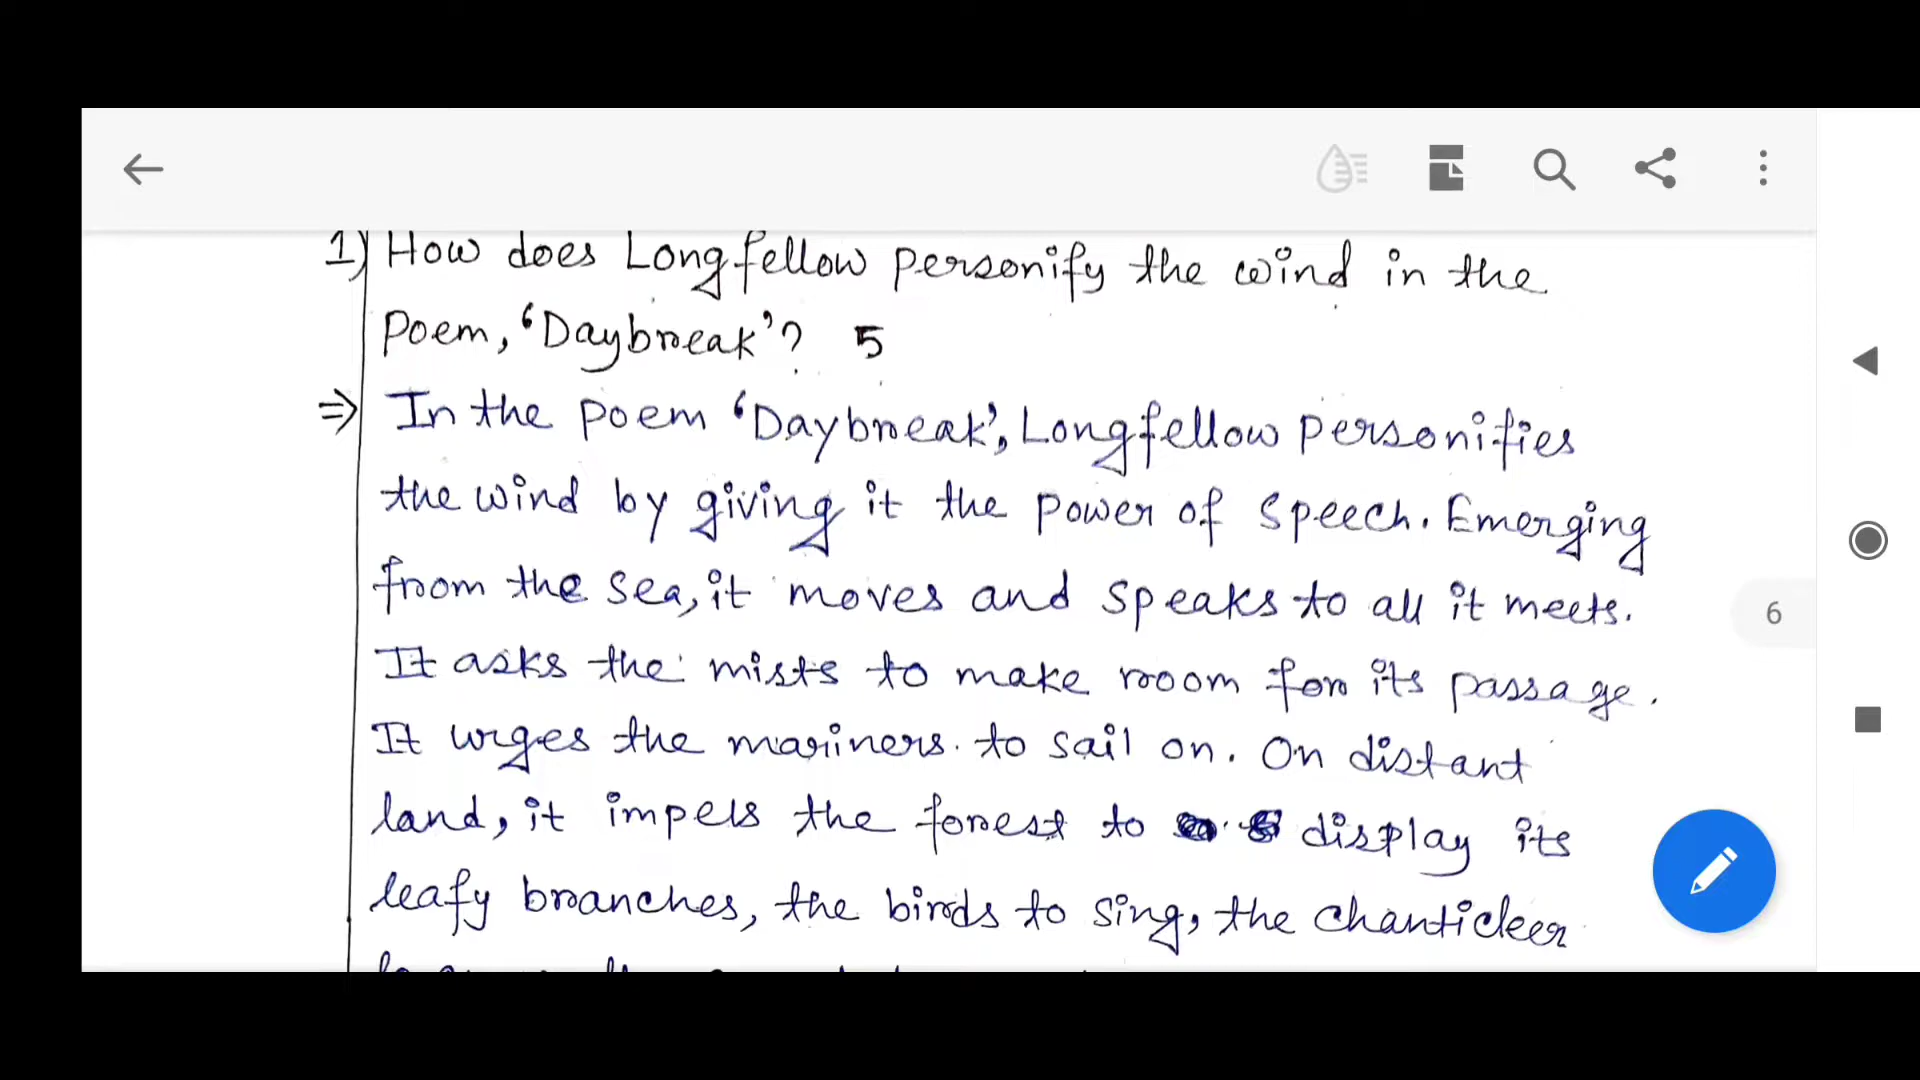 1) How does Longfellow personify the wind in the
Poem, ‘Daybreak’? 5
⇒ In the poem ‘Daybreak’, Longfellow personifies
the wind by giving it the power of speech. Emerging
from the sea, it moves and speaks to all it meets.
It asks the mists to make room for its passage.
6
It urges the mariners. to sail on. On distant
land, it impels the forest to display its
leafy branches, the birds to sing, the chanticleer